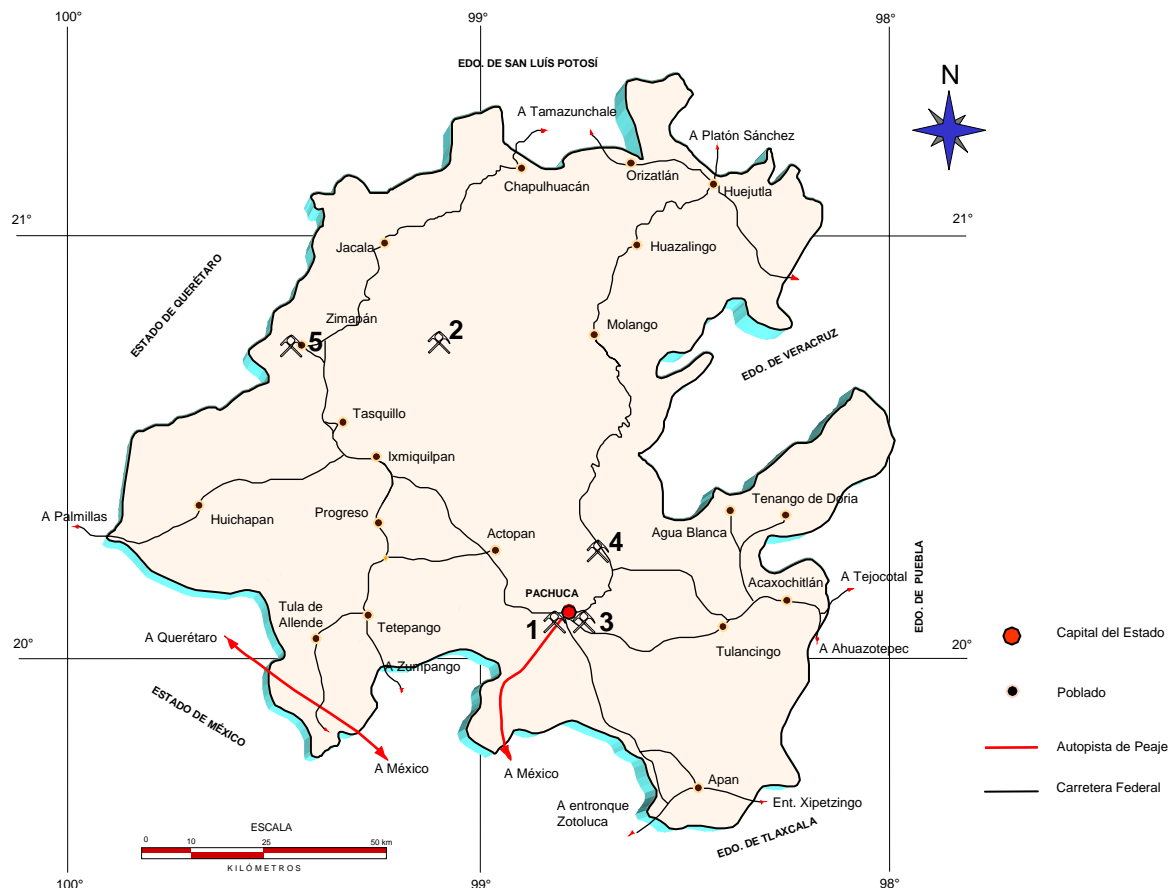 100°
99°
98°
EDO. DE SAN LUÍS POTOSÍ
N
A Tamazunchale
A Platón Sánchez
Orizatlán
Chapulhuacán
Huejutla
21°
21°
Jacala
Huazalingo
ESTADO DE QUERÉTARO
Zimapán
5
2
Molango
EDO. DE VERACRUZ
Tasquillo
Ixmiquilpan
A Palmillas
Huichapan
Progreso
Actopan
Tenango de Doria
Agua Blanca
4
EDO. DE PUEBLA
A Tejocotal
Acaxochitlán
PACHUCA
1
3
Tula de
Allende
Tetepango
Tulancingo
A Ahuazotepec
A Querétaro
20°
20°
A Zumpango
ESTADO DE MÉXICO
A México
A México
Apan
Ent. Xipetzingo
A entronque
Zotoluca
EDO. DE TLAXCALA
Capital del Estado
Poblado
Autopista de Peaje
Carretera Federal
ESCALA
0 10 25 50 km
KILÓMETROS
100°
99°
98°